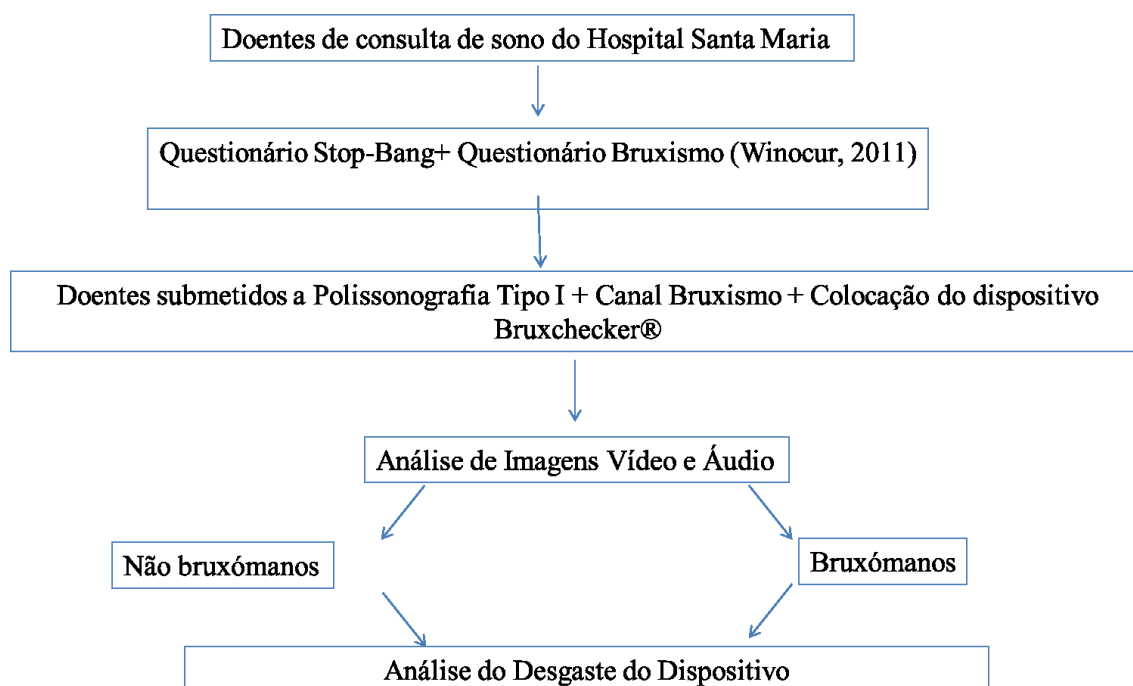 Doentes de consulta de sono do Hospital Santa Maria
Questionário Stop-Bang+ Questionário Bruxismo (Winocur, 2011)
Doentes submetidos a Polissonografia Tipo I + Canal Bruxismo + Colocação do dispositivo
Bruxchecker®
Análise de Imagens Vídeo e Áudio
Não bruxómanos
Bruxómanos
Análise do Desgaste do Dispositivo